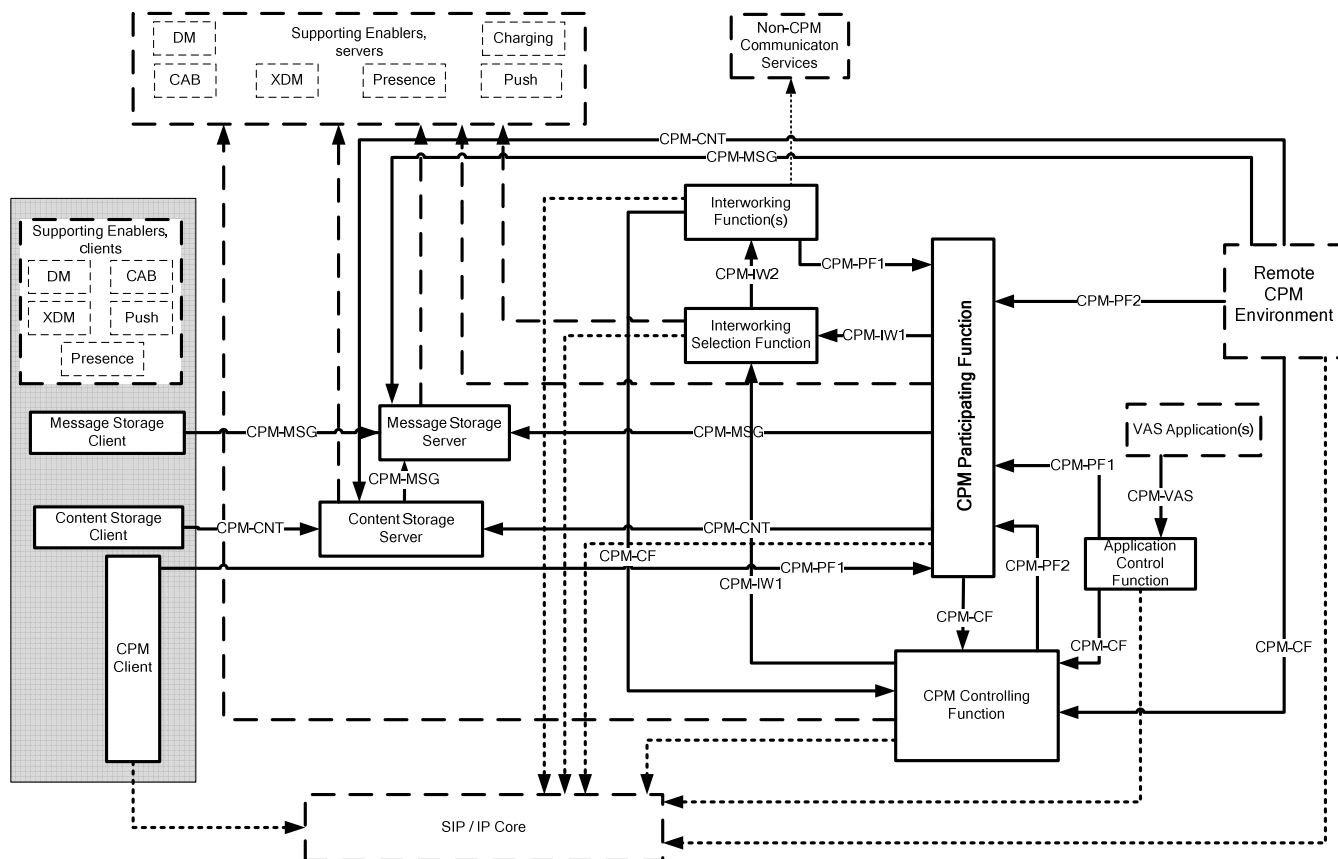 DM
Supporting Enablers,
servers
Charging
CAB
XDM
Presence
Push
Non-CPM
Communicaton
Services
CPM-CNT
CPM-MSG
Supporting Enablers,
clients
DM
CAB
XDM
Push
Presence
Interworking
Function(s)
CPM-PF1
CPM-IW2
Interworking
Selection Function
CPM-IW1
CPM Participating Function
CPM-PF2
Remote
CPM
Environment
Message Storage
Client
CPM-MSG
Message Storage
Server
CPM-MSG
VAS Application(s)
CPM-PF1
CPM-MSG
CPM-VAS
Content Storage
Client
CPM-CNT
Content Storage
Server
CPM-CNT
CPM-CF
Application
Control
Function
CPM-PF1
CPM-PF2
CPM-IW1
CPM-CF
CPM-CF
CPM-CF
CPM
Client
CPM Controlling
Function
SIP / IP Core